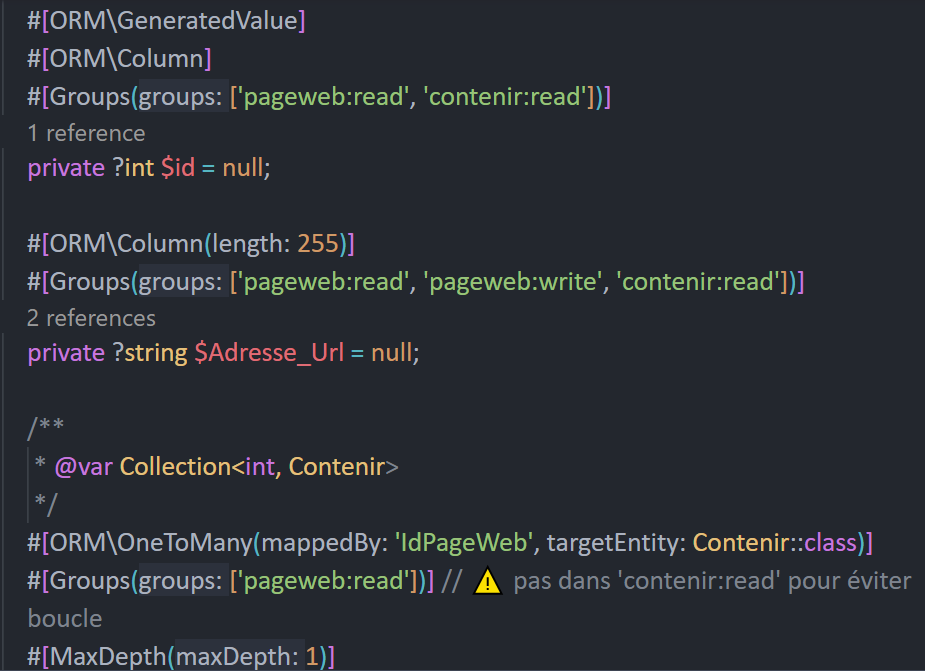 #[ORM\GeneratedValue]
#[ORM\Column]
#[Groups(groups: ['pageweb:read', 'contenir:read'])]
1 reference
private ?int $id = null;
#[ORM\Column(length: 255)]
#[Groups(groups: ['pageweb:read', 'pageweb:write', 'contenir:read'])]
2 references
private ?string $Adresse_Url = null;
/**
* @var Collection<int, Contenir>
*/
#[ORM\OneToMany(mappedBy: 'IdPageWeb', targetEntity: Contenir::class)]
#[Groups(groups: ['pageweb:read'])] // ⚠️ pas dans 'contenir:read' pour éviter
boucle
#[MaxDepth(maxDepth: 1)]